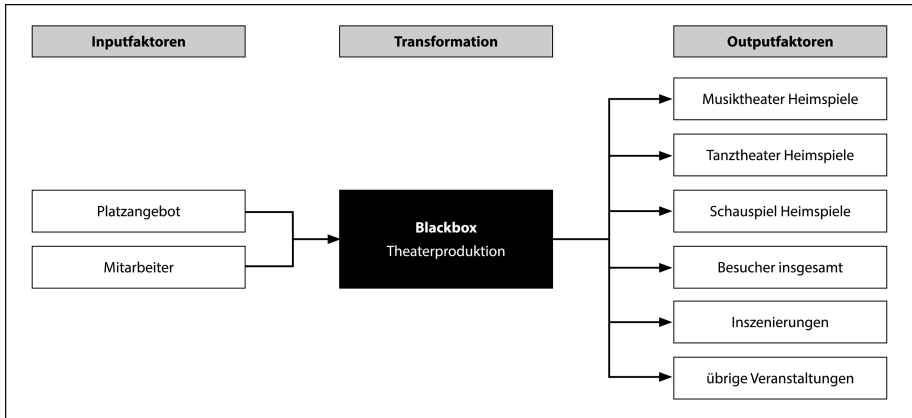 Inputfaktoren
Transformation
Outputfaktoren
Platzangebot
Mitarbeiter
Blackbox
Theaterproduktion
Musiktheater Heimspiele
Tanztheater Heimspiele
Schauspiel Heimspiele
Besucher insgesamt
Inszenierungen
übrige Veranstaltungen